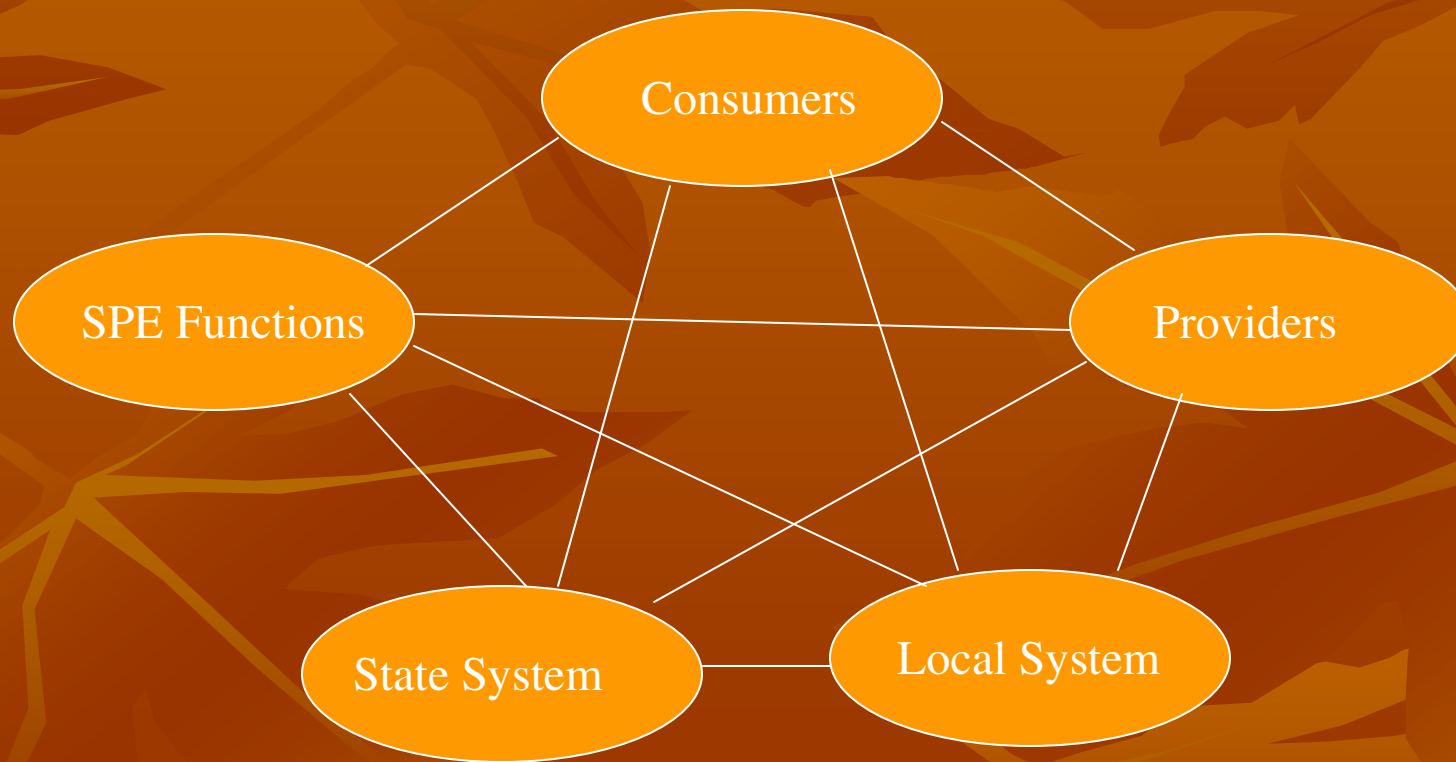 Consumers
SPE Functions
Providers
State System
Local System